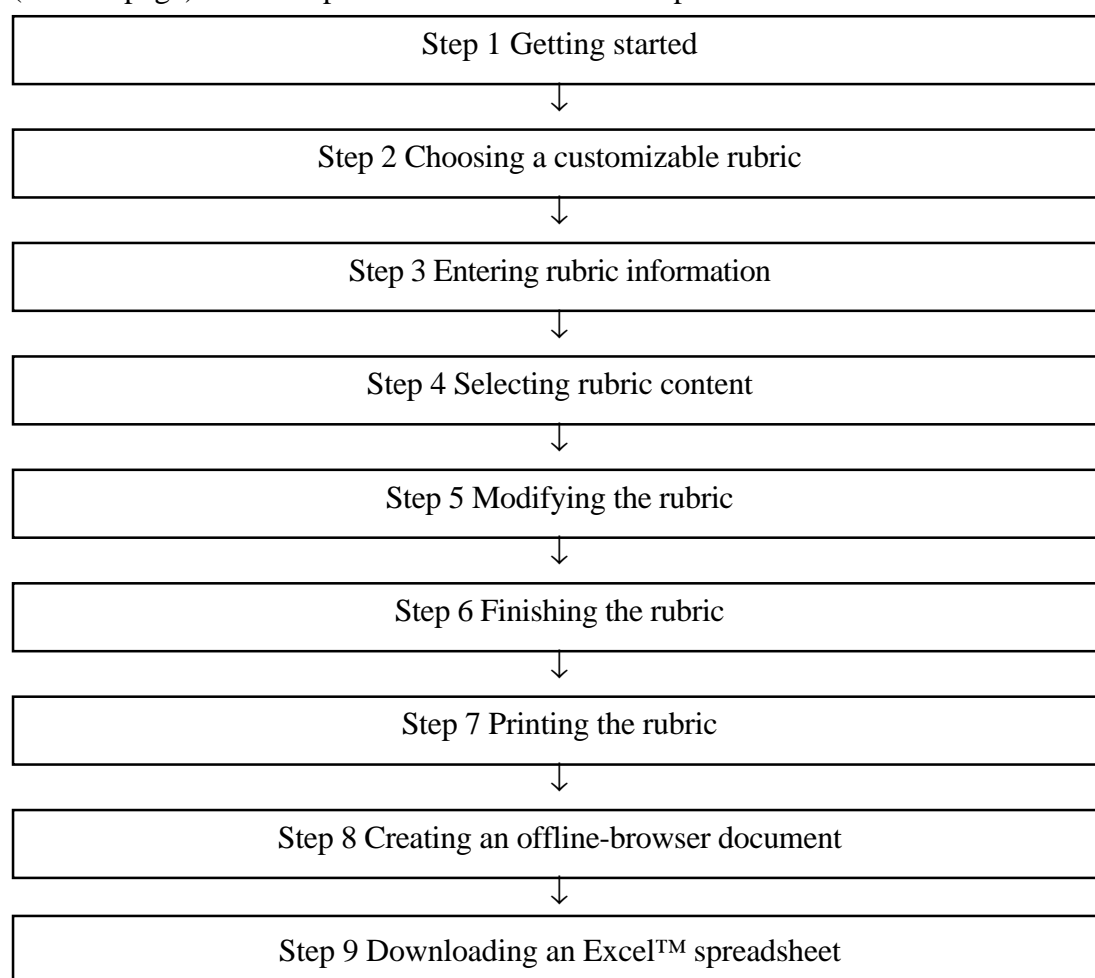 Step 1 Getting started
↓
Step 2 Choosing a customizable rubric
↓
Step 3 Entering rubric information
↓
Step 4 Selecting rubric content
↓
Step 5 Modifying the rubric
↓
Step 6 Finishing the rubric
↓
Step 7 Printing the rubric
↓
Step 8 Creating an offline-browser document
↓
Step 9 Downloading an Excel™ spreadsheet